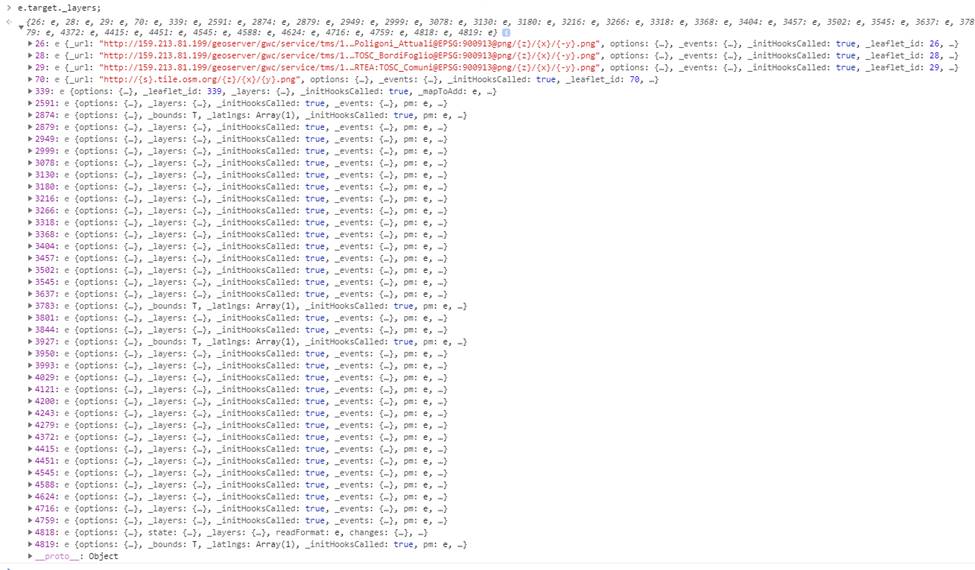 > e.target._layers;
{26: e, 28: e, 29: e, 70: e, 339: e, 2591: e, 2874: e, 2879: e, 2949: e, 2999: e, 3078: e, 3130: e, 3180: e, 3216: e, 3266: e, 3318: e, 3368: e, 3404: e, 3457: e, 3502: e, 3545: e, 3637: e, 3783: e, 3801: e, 3844: e, 3927: e, 3950: e, 3993: e, 4029: e, 4121: e, 4200: e, 4243: e, 42
79: e, 4372: e, 4415: e, 4451: e, 4545: e, 4588: e, 4624: e, 4716: e, 4759: e, 4818: e, 4819: e}
26: e {_url: "http://159.213.81.199/geoserver/gwc/service/tms/1…Poligoni_Attuali@EPSG:900913@png/{z}/{x}/{-y}.png", options: {…}, _events: {…}, _initHooksCalled: true, _leaflet_id: 26, …}
28: e {_url: "http://159.213.81.199/geoserver/gwc/service/tms/1…TOSC_BordiFoglio@EPSG:900913@png/{z}/{x}/{-y}.png", options: {…}, _events: {…}, _initHooksCalled: true, _leaflet_id: 28, …}
29: e {_url: "http://159.213.81.199/geoserver/gwc/service/tms/1…RTEA:TOSC_Comuni@EPSG:900913@png/{z}/{x}/{-y}.png", options: {…}, _events: {…}, _initHooksCalled: true, _leaflet_id: 29, …}
70: e {_url: "http://{s}.tile.osm.org/{z}/{x}/{y}.png", options: {…}, _events: {…}, _initHooksCalled: true, _leaflet_id: 70, …}
339: e {options: {…}, _leaflet_id: 339, _layers: {…}, _initHooksCalled: true, _mapToAdd: e, …}
2591: e {options: {…}, _layers: {…}, _initHooksCalled: true, _events: {…}, pm: e, …}
2874: e {options: {…}, _bounds: T, _latlngs: Array(1), _initHooksCalled: true, pm: e, …}
2879: e {options: {…}, _layers: {…}, _initHooksCalled: true, _events: {…}, pm: e, …}
2949: e {options: {…}, _layers: {…}, _initHooksCalled: true, _events: {…}, pm: e, …}
2999: e {options: {…}, _layers: {…}, _initHooksCalled: true, _events: {…}, pm: e, …}
3078: e {options: {…}, _layers: {…}, _initHooksCalled: true, _events: {…}, pm: e, …}
3130: e {options: {…}, _layers: {…}, _initHooksCalled: true, _events: {…}, pm: e, …}
3180: e {options: {…}, _layers: {…}, _initHooksCalled: true, _events: {…}, pm: e, …}
3216: e {options: {…}, _layers: {…}, _initHooksCalled: true, _events: {…}, pm: e, …}
3266: e {options: {…}, _layers: {…}, _initHooksCalled: true, _events: {…}, pm: e, …}
3318: e {options: {…}, _layers: {…}, _initHooksCalled: true, _events: {…}, pm: e, …}
3368: e {options: {…}, _layers: {…}, _initHooksCalled: true, _events: {…}, pm: e, …}
3404: e {options: {…}, _layers: {…}, _initHooksCalled: true, _events: {…}, pm: e, …}
3457: e {options: {…}, _layers: {…}, _initHooksCalled: true, _events: {…}, pm: e, …}
3502: e {options: {…}, _layers: {…}, _initHooksCalled: true, _events: {…}, pm: e, …}
3545: e {options: {…}, _layers: {…}, _initHooksCalled: true, _events: {…}, pm: e, …}
3637: e {options: {…}, _layers: {…}, _initHooksCalled: true, _events: {…}, pm: e, …}
3783: e {options: {…}, _bounds: T, _latlngs: Array(1), _initHooksCalled: true, pm: e, …}
3801: e {options: {…}, _layers: {…}, _initHooksCalled: true, _events: {…}, pm: e, …}
3844: e {options: {…}, _layers: {…}, _initHooksCalled: true, _events: {…}, pm: e, …}
3927: e {options: {…}, _bounds: T, _latlngs: Array(1), _initHooksCalled: true, pm: e, …}
3950: e {options: {…}, _layers: {…}, _initHooksCalled: true, _events: {…}, pm: e, …}
3993: e {options: {…}, _layers: {…}, _initHooksCalled: true, _events: {…}, pm: e, …}
4029: e {options: {…}, _layers: {…}, _initHooksCalled: true, _events: {…}, pm: e, …}
4121: e {options: {…}, _layers: {…}, _initHooksCalled: true, _events: {…}, pm: e, …}
4200: e {options: {…}, _layers: {…}, _initHooksCalled: true, _events: {…}, pm: e, …}
4243: e {options: {…}, _layers: {…}, _initHooksCalled: true, _events: {…}, pm: e, …}
4279: e {options: {…}, _layers: {…}, _initHooksCalled: true, _events: {…}, pm: e, …}
4372: e {options: {…}, _layers: {…}, _initHooksCalled: true, _events: {…}, pm: e, …}
4415: e {options: {…}, _layers: {…}, _initHooksCalled: true, _events: {…}, pm: e, …}
4451: e {options: {…}, _layers: {…}, _initHooksCalled: true, _events: {…}, pm: e, …}
4545: e {options: {…}, _layers: {…}, _initHooksCalled: true, _events: {…}, pm: e, …}
4588: e {options: {…}, _layers: {…}, _initHooksCalled: true, _events: {…}, pm: e, …}
4624: e {options: {…}, _layers: {…}, _initHooksCalled: true, _events: {…}, pm: e, …}
4716: e {options: {…}, _layers: {…}, _initHooksCalled: true, _events: {…}, pm: e, …}
4759: e {options: {…}, _layers: {…}, _initHooksCalled: true, _events: {…}, pm: e, …}
4818: e {options: {…}, state: {…}, _layers: {…}, readFormat: e, changes: {…}, …}
4819: e {options: {…}, _bounds: T, _latlngs: Array(1), _initHooksCalled: true, pm: e, …}
__proto__: Object